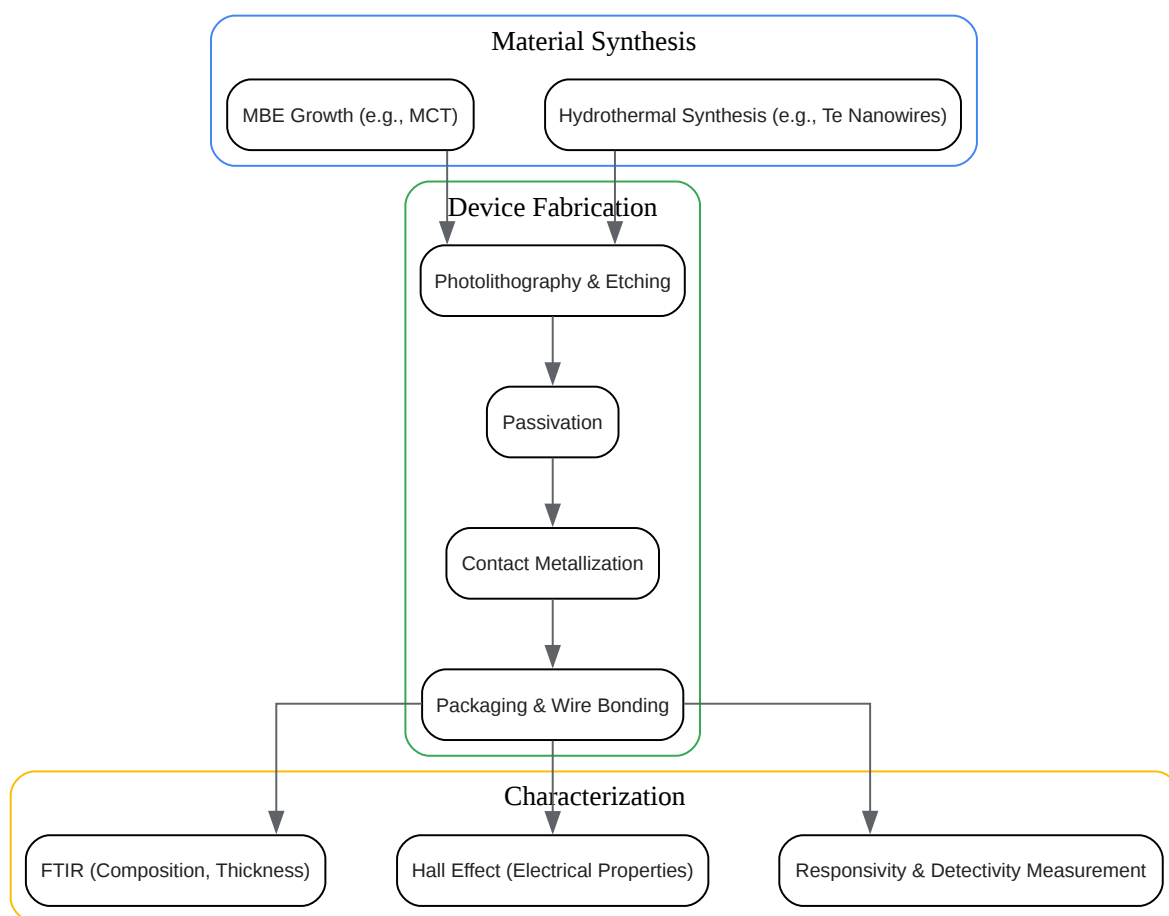 Material Synthesis
MBE Growth (e.g., MCT)
Hydrothermal Synthesis (e.g., Te Nanowires)
Device Fabrication
Photolithography & Etching
Passivation
Contact Metallization
Packaging & Wire Bonding
Characterization
FTIR (Composition, Thickness)
Hall Effect (Electrical Properties)
Responsivity & Detectivity Measurement